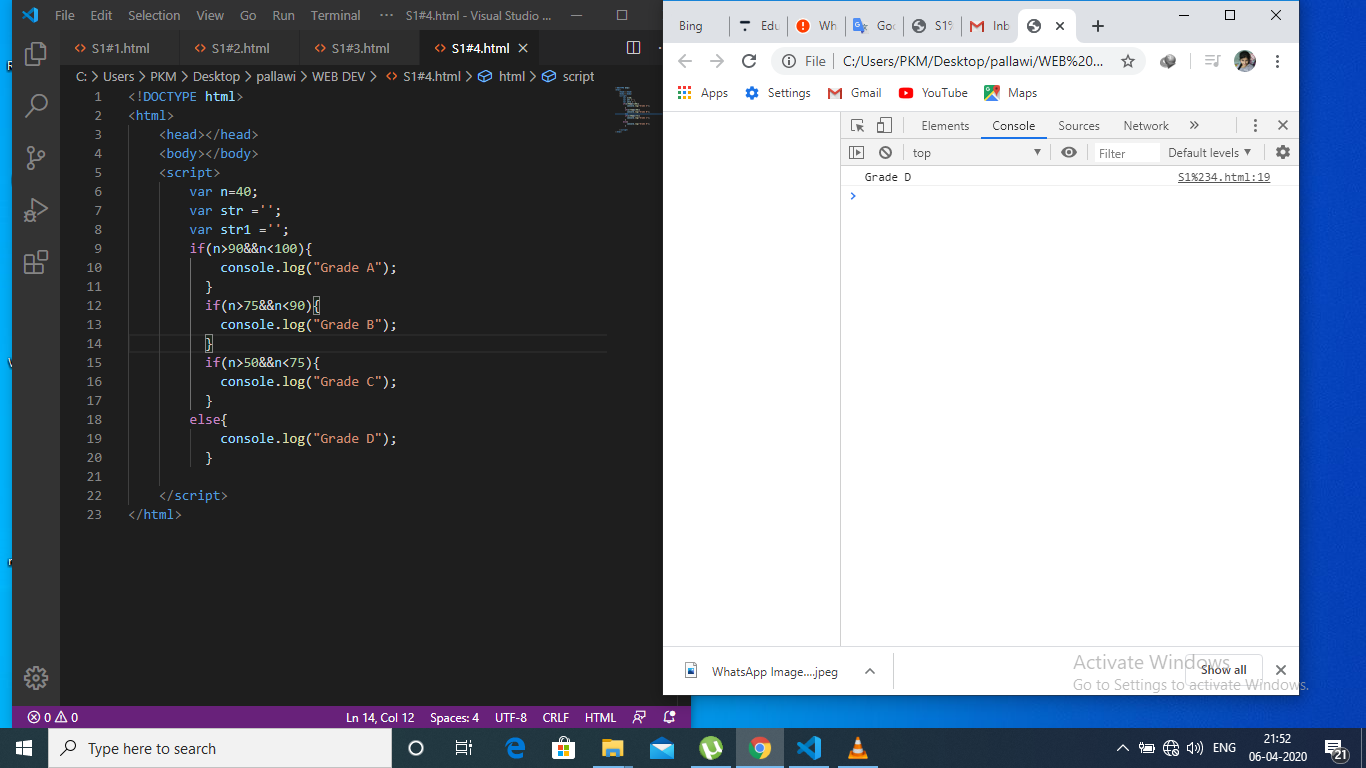 File Edit Selection View Go Run Terminal ··· S1#4.html - Visual Studio ...
S1#1.html S1#2.html S1#3.html S1#4.html
C: > Users > PKM > Desktop > pallawi > WEB DEV > S1#4.html > html > script
1 <!DOCTYPE html>
2 <html>
3 <head></head>
4 <body></body>
5 <script>
6 var n=40;
7 var str ='';
8 var str1 ='';
9 if(n>90&&n<100){
10 console.log("Grade A");
11 }
12 if(n>75&&n<90){
13 console.log("Grade B");
14 }
15 if(n>50&&n<75){
16 console.log("Grade C");
17 }
18 else{
19 console.log("Grade D");
20 }
21
22 </script>
23 </html>
0 0 Ln 14, Col 12 Spaces: 4 UTF-8 CRLF HTML
Bing Edu Wh Goo S1% Inb
File | C:/Users/PKM/Desktop/pallawi/WEB%20...
Apps Settings Gmail YouTube Maps
Elements Console Sources Network »
top Filter Default levels
Grade D S1%234.html:19
>
WhatsApp Image....jpeg Show all
Activate Windows
Go to Settings to activate Windows.
Type here to search
ENG 21:52
06-04-2020
21